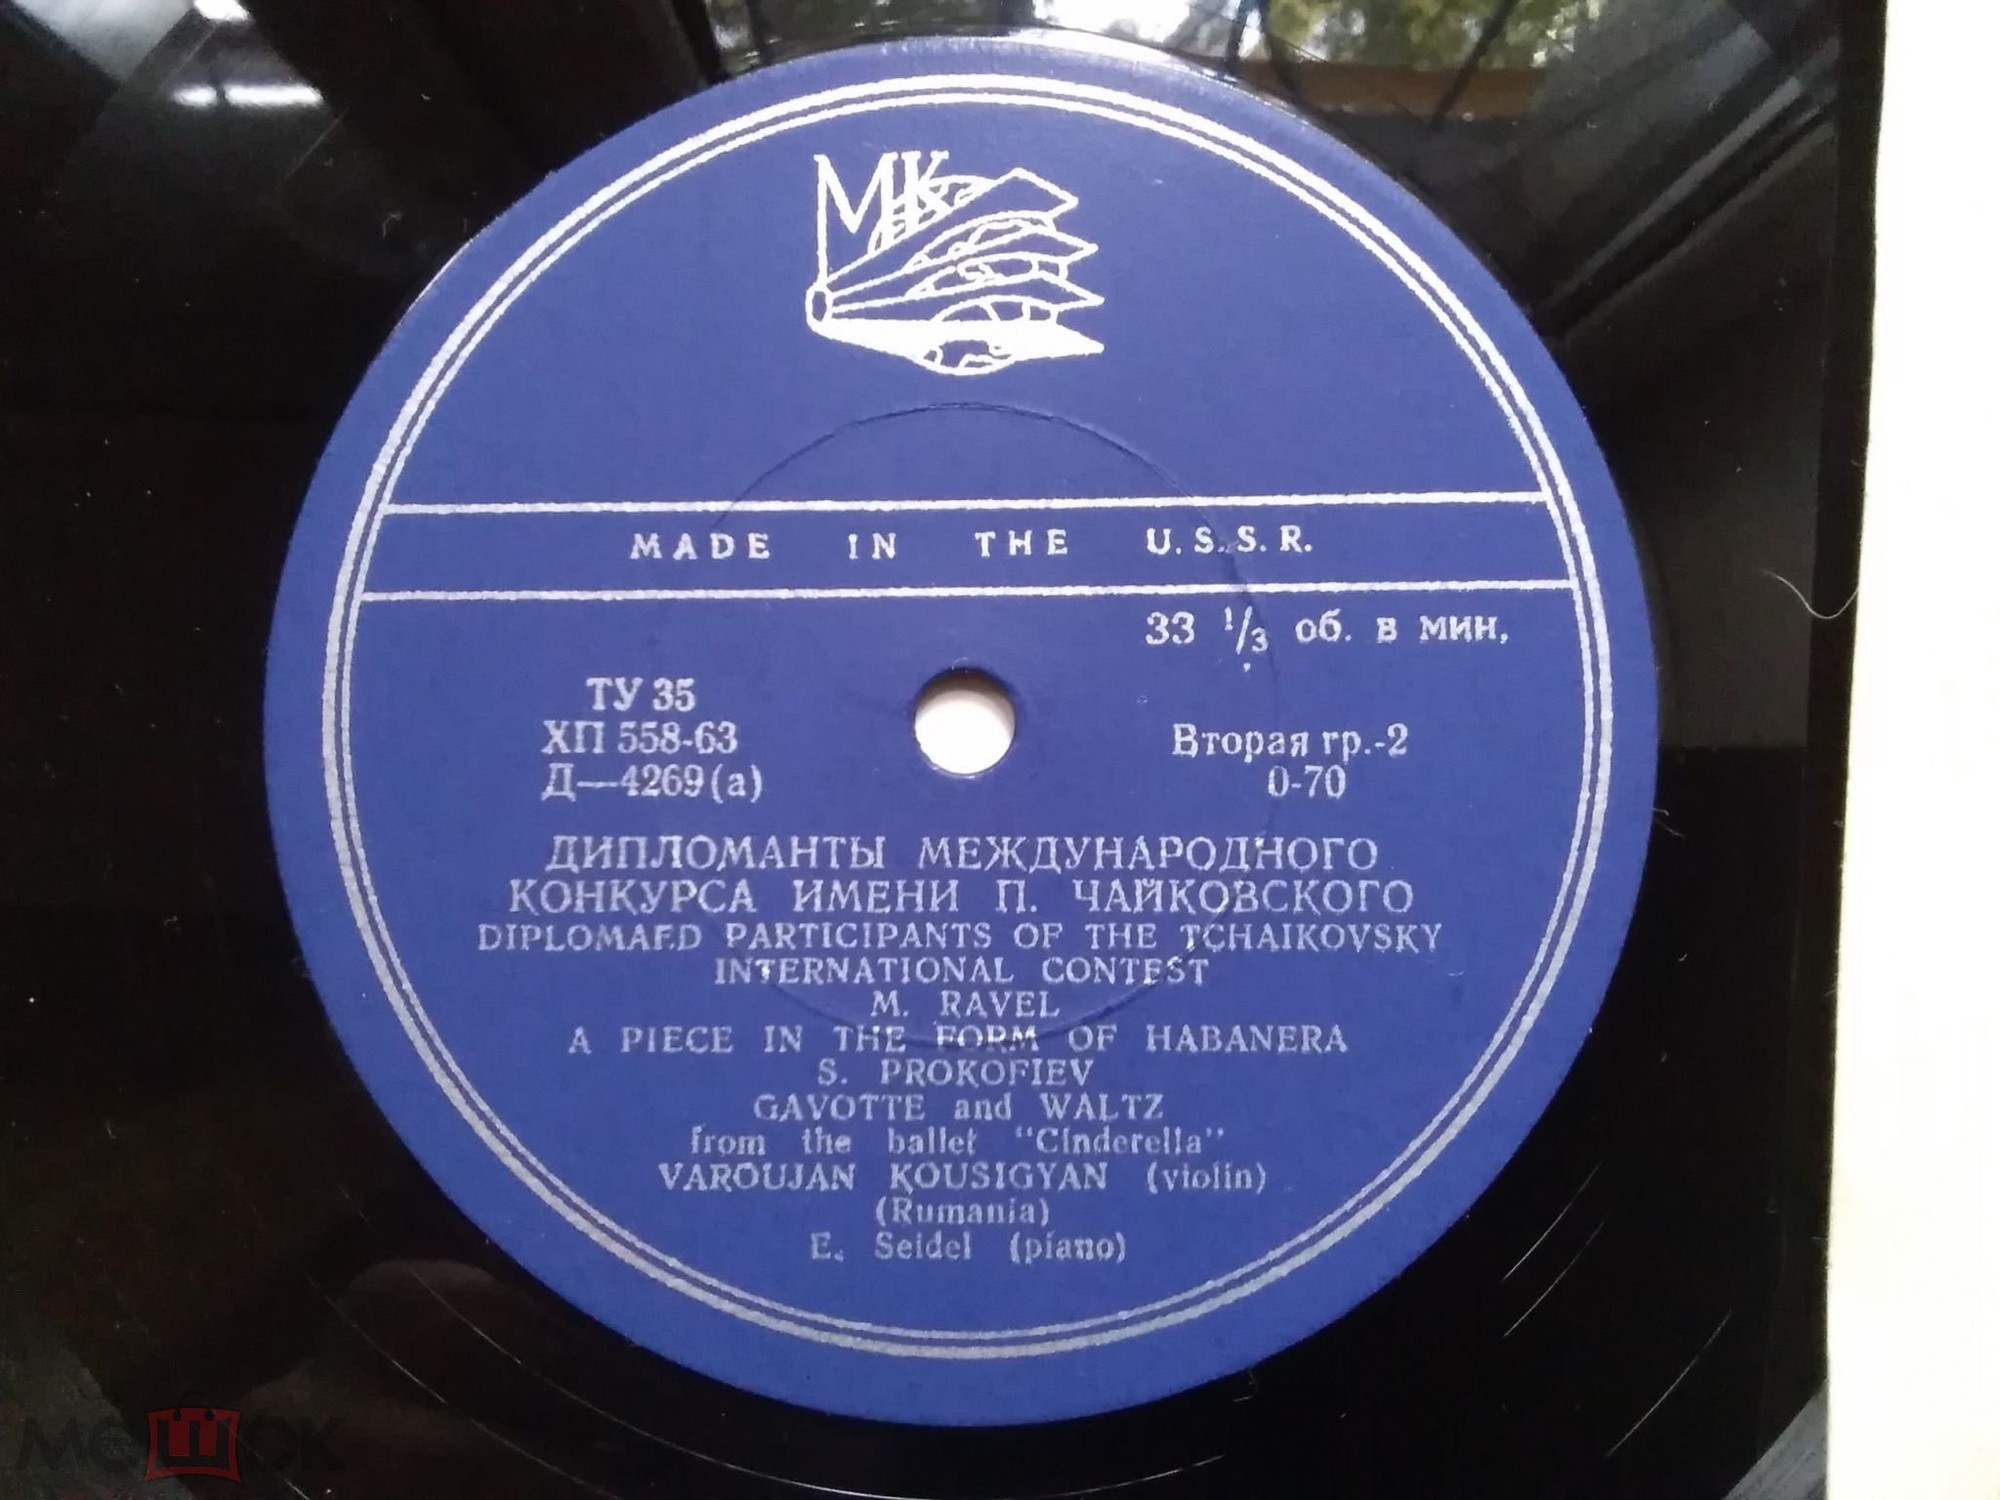 МК
MADE IN THE U.S.S.R.
33 1/3 об. в мин,
ТУ 35
ХП 558-63
Д—4269(а)
Вторая гр.-2
0-70
ДИПЛОМАНТЫ МЕЖДУНАРОДНОГО
КОНКУРСА ИМЕНИ П. ЧАЙКОВСКОГО
DIPLOMAED PARTICIPANTS OF THE TCHAIKOVSKY
INTERNATIONAL CONTEST
M. RAVEL
A PIECE IN THE FORM OF HABANERA
S. PROKOFIEV
GAVOTTE and WALTZ
from the ballet "Cinderella"
VAROUJAN KOUSIGYAN (violin)
(Rumania)
E. Seidel (piano)
мешок